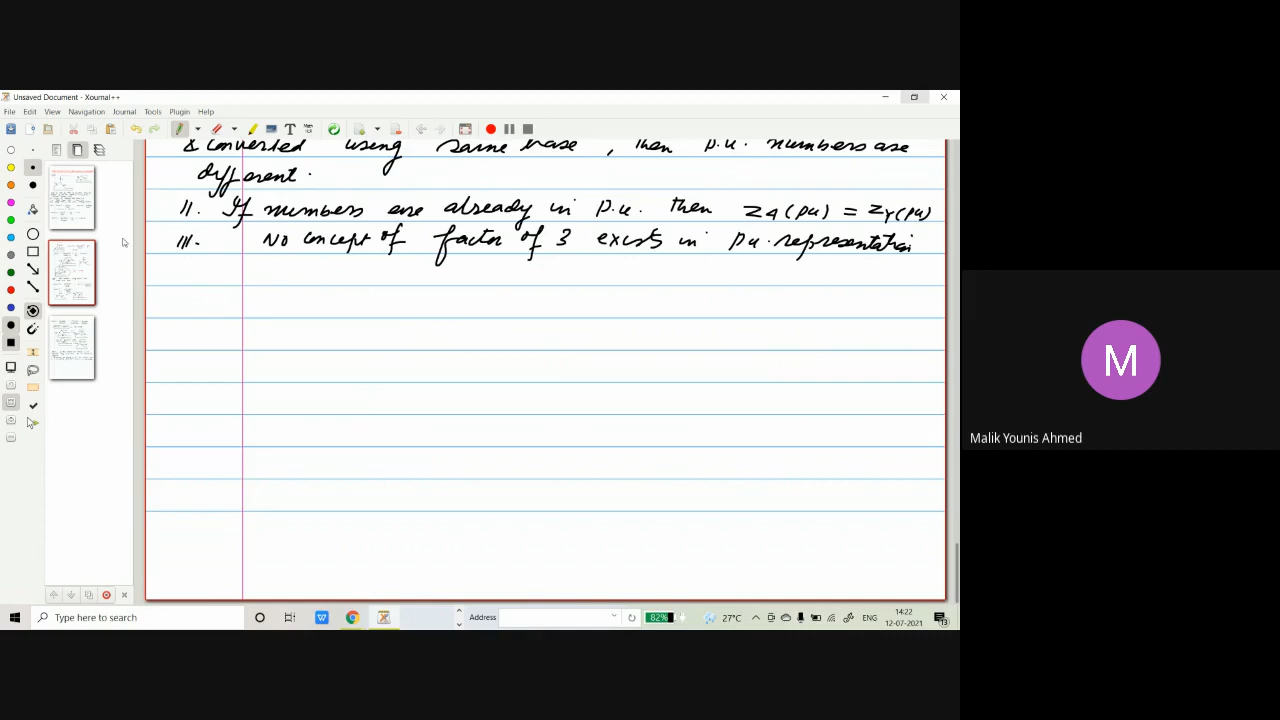 Unsaved Document - Xournal++
File Edit View Navigation Journal Tools Plugin Help
& converted using same base, then p.u. numbers are
different.
II. If numbers are already in p.u. then ZΔ(pu) = ZY(pu)
III. No concept of factor of 3 exists in p.u. representation
M
Malik Younis Ahmed
Type here to search
Address
82%
27°C
ENG
14:22
12-07-2021
13